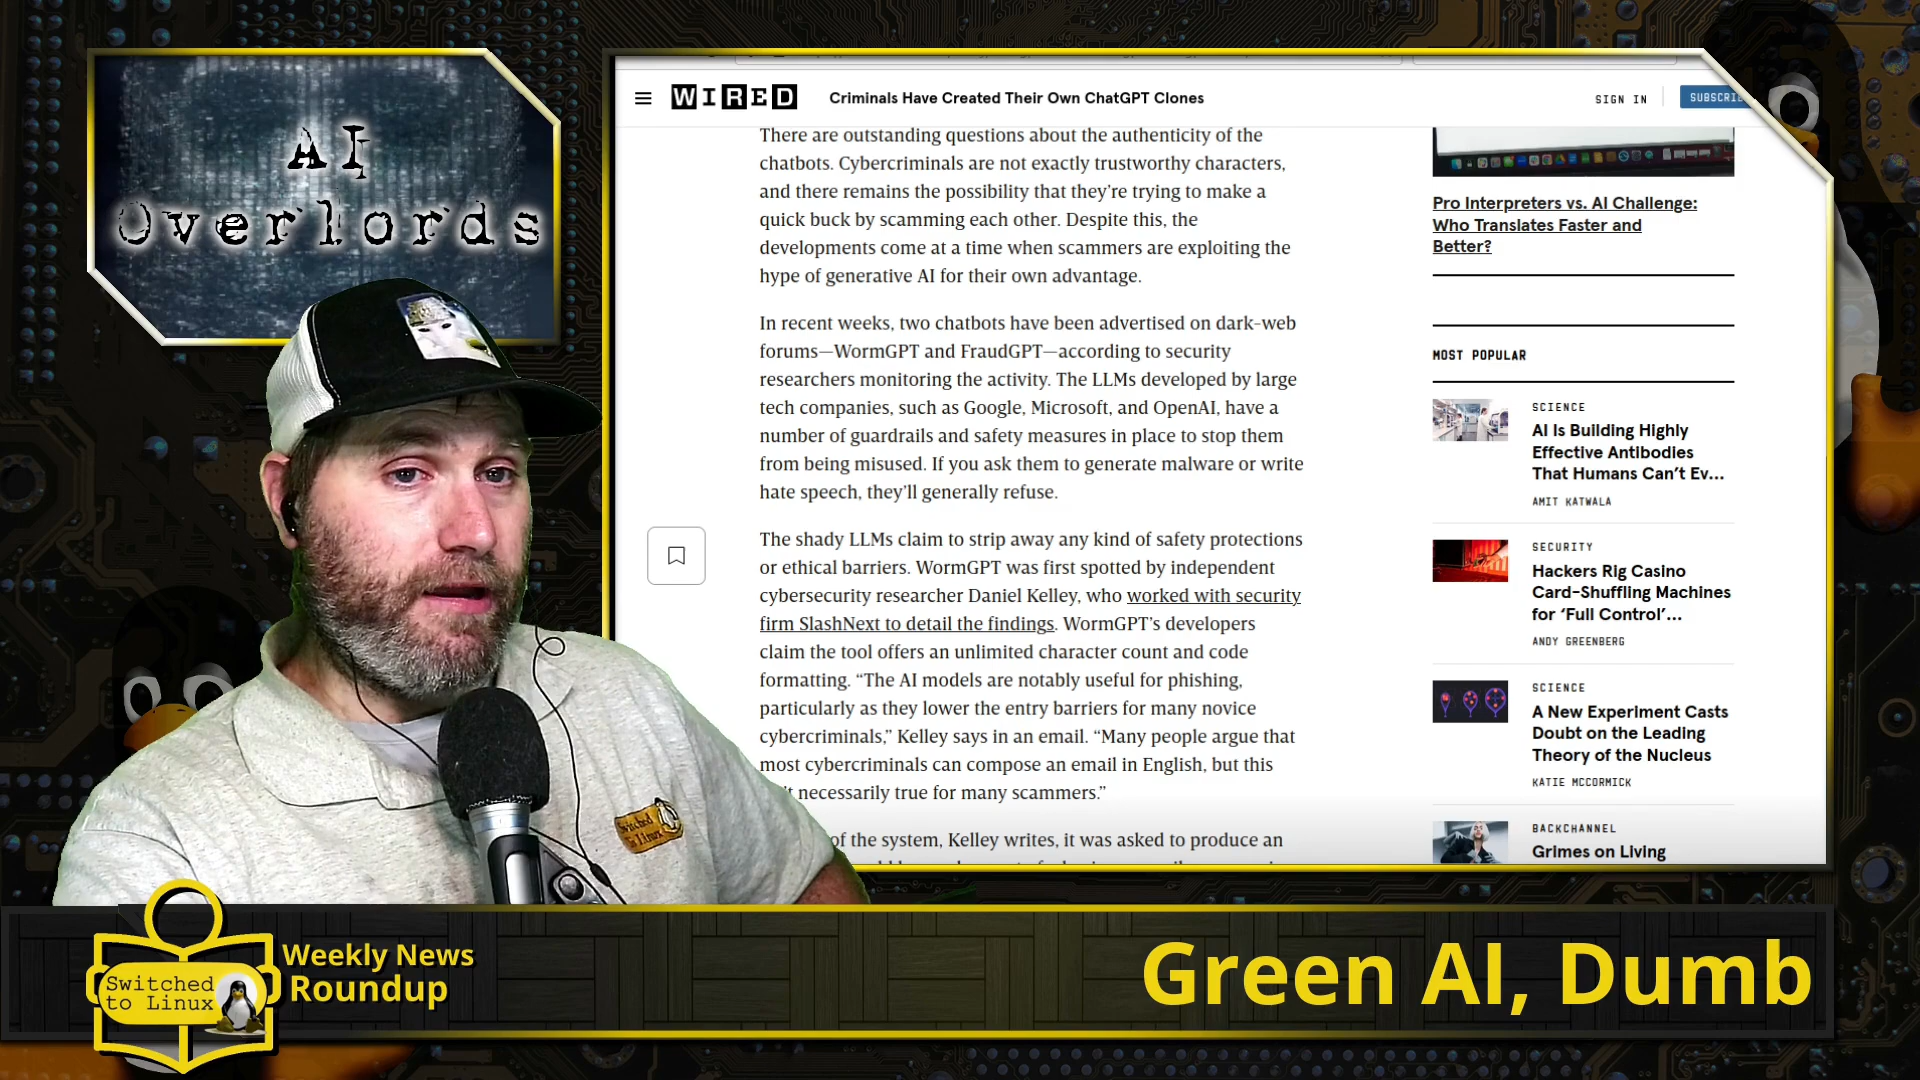 AI
Overlords
WIRED
Criminals Have Created Their Own ChatGPT Clones
SIGN IN
There are outstanding questions about the authenticity of the
chatbots. Cybercriminals are not exactly trustworthy characters,
and there remains the possibility that they’re trying to make a
quick buck by scamming each other. Despite this, the
developments come at a time when scammers are exploiting the
hype of generative AI for their own advantage.
In recent weeks, two chatbots have been advertised on dark-web
forums—WormGPT and FraudGPT—according to security
researchers monitoring the activity. The LLMs developed by large
tech companies, such as Google, Microsoft, and OpenAI, have a
number of guardrails and safety measures in place to stop them
from being misused. If you ask them to generate malware or write
hate speech, they’ll generally refuse.
The shady LLMs claim to strip away any kind of safety protections
or ethical barriers. WormGPT was first spotted by independent
cybersecurity researcher Daniel Kelley, who worked with security
firm SlashNext to detail the findings. WormGPT’s developers
claim the tool offers an unlimited character count and code
formatting. “The AI models are notably useful for phishing,
particularly as they lower the entry barriers for many novice
cybercriminals,” Kelley says in an email. “Many people argue that
most cybercriminals can compose an email in English, but this
necessarily true for many scammers.”
of the system, Kelley writes, it was asked to produce an
Pro Interpreters vs. AI Challenge:
Who Translates Faster and
Better?
MOST POPULAR
SCIENCE
AI Is Building Highly
Effective Antibodies
That Humans Can’t Ev...
AMIT KATWALA
SECURITY
Hackers Rig Casino
Card-Shuffling Machines
for ‘Full Control’...
ANDY GREENBERG
SCIENCE
A New Experiment Casts
Doubt on the Leading
Theory of the Nucleus
KATIE MCCORMICK
BACKCHANNEL
Grimes on Living
Switched
to Linux
Switched
to Linux
Weekly News
Roundup
Green AI, Dumb